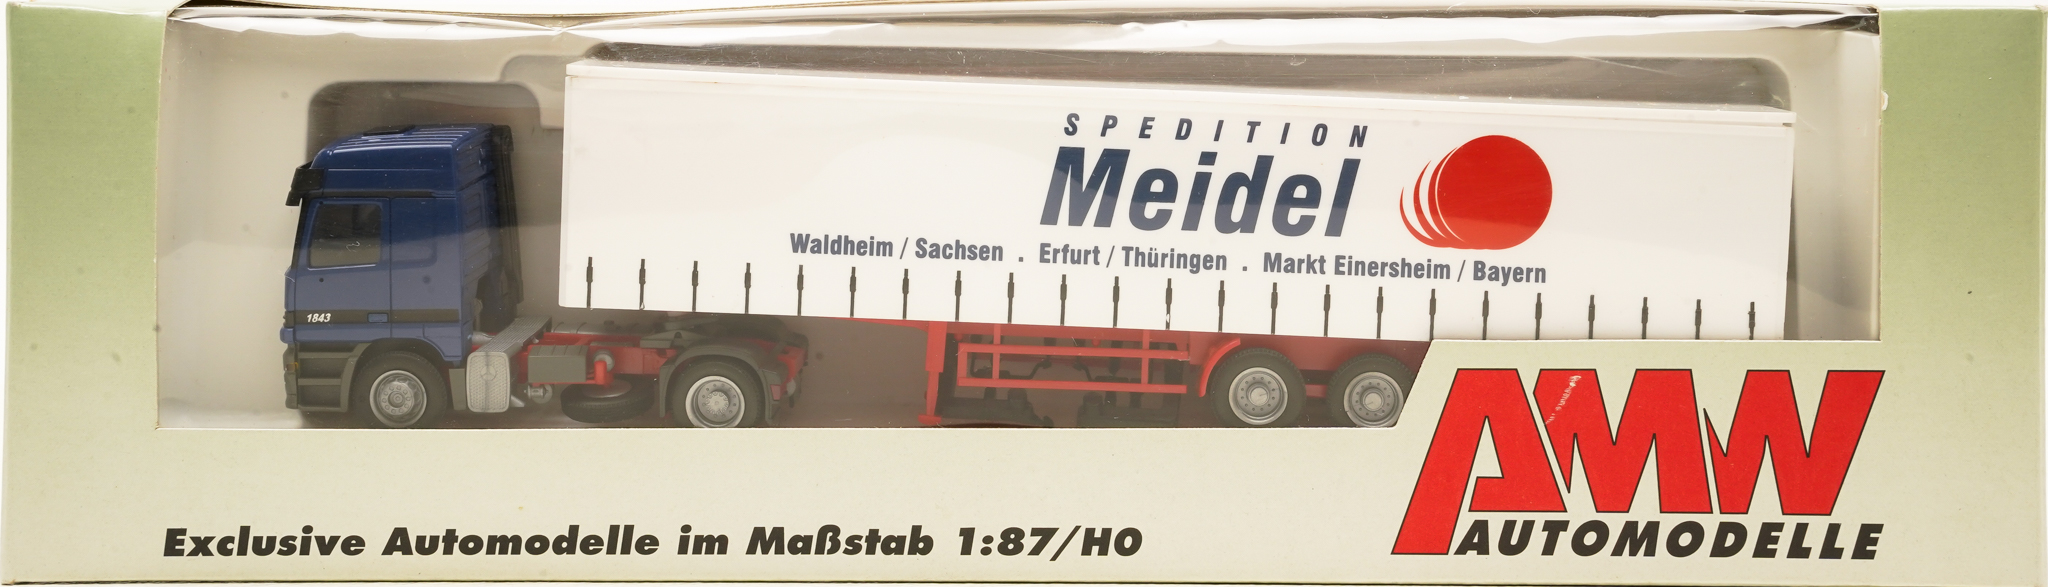 SPEDITION
Meidel
Waldheim / Sachsen . Erfurt / Thüringen . Markt Einersheim / Bayern
1843
AMW
AUTOMODELLE
Exclusive Automodelle im Maßstab 1:87/H0